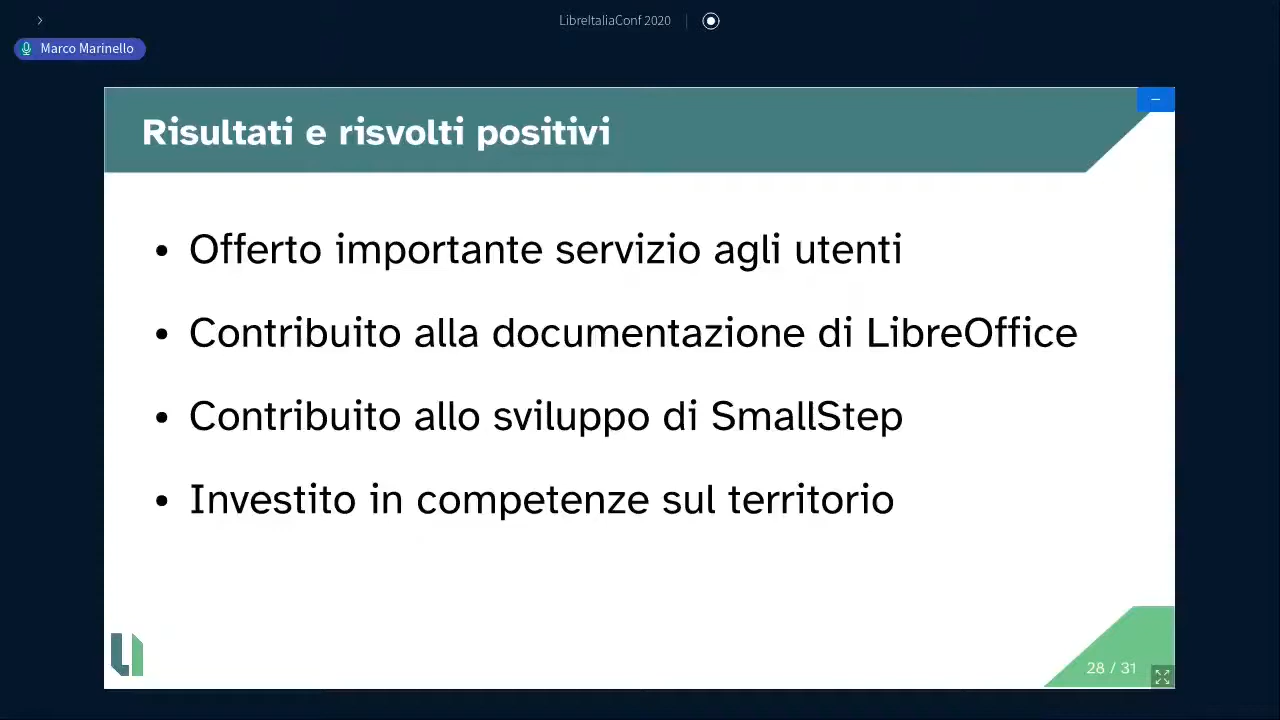 LibreItaliaConf 2020
Marco Marinello
Risultati e risvolti positivi
• Offerto importante servizio agli utenti
• Contribuito alla documentazione di LibreOffice
• Contribuito allo sviluppo di SmallStep
• Investito in competenze sul territorio
28 / 31